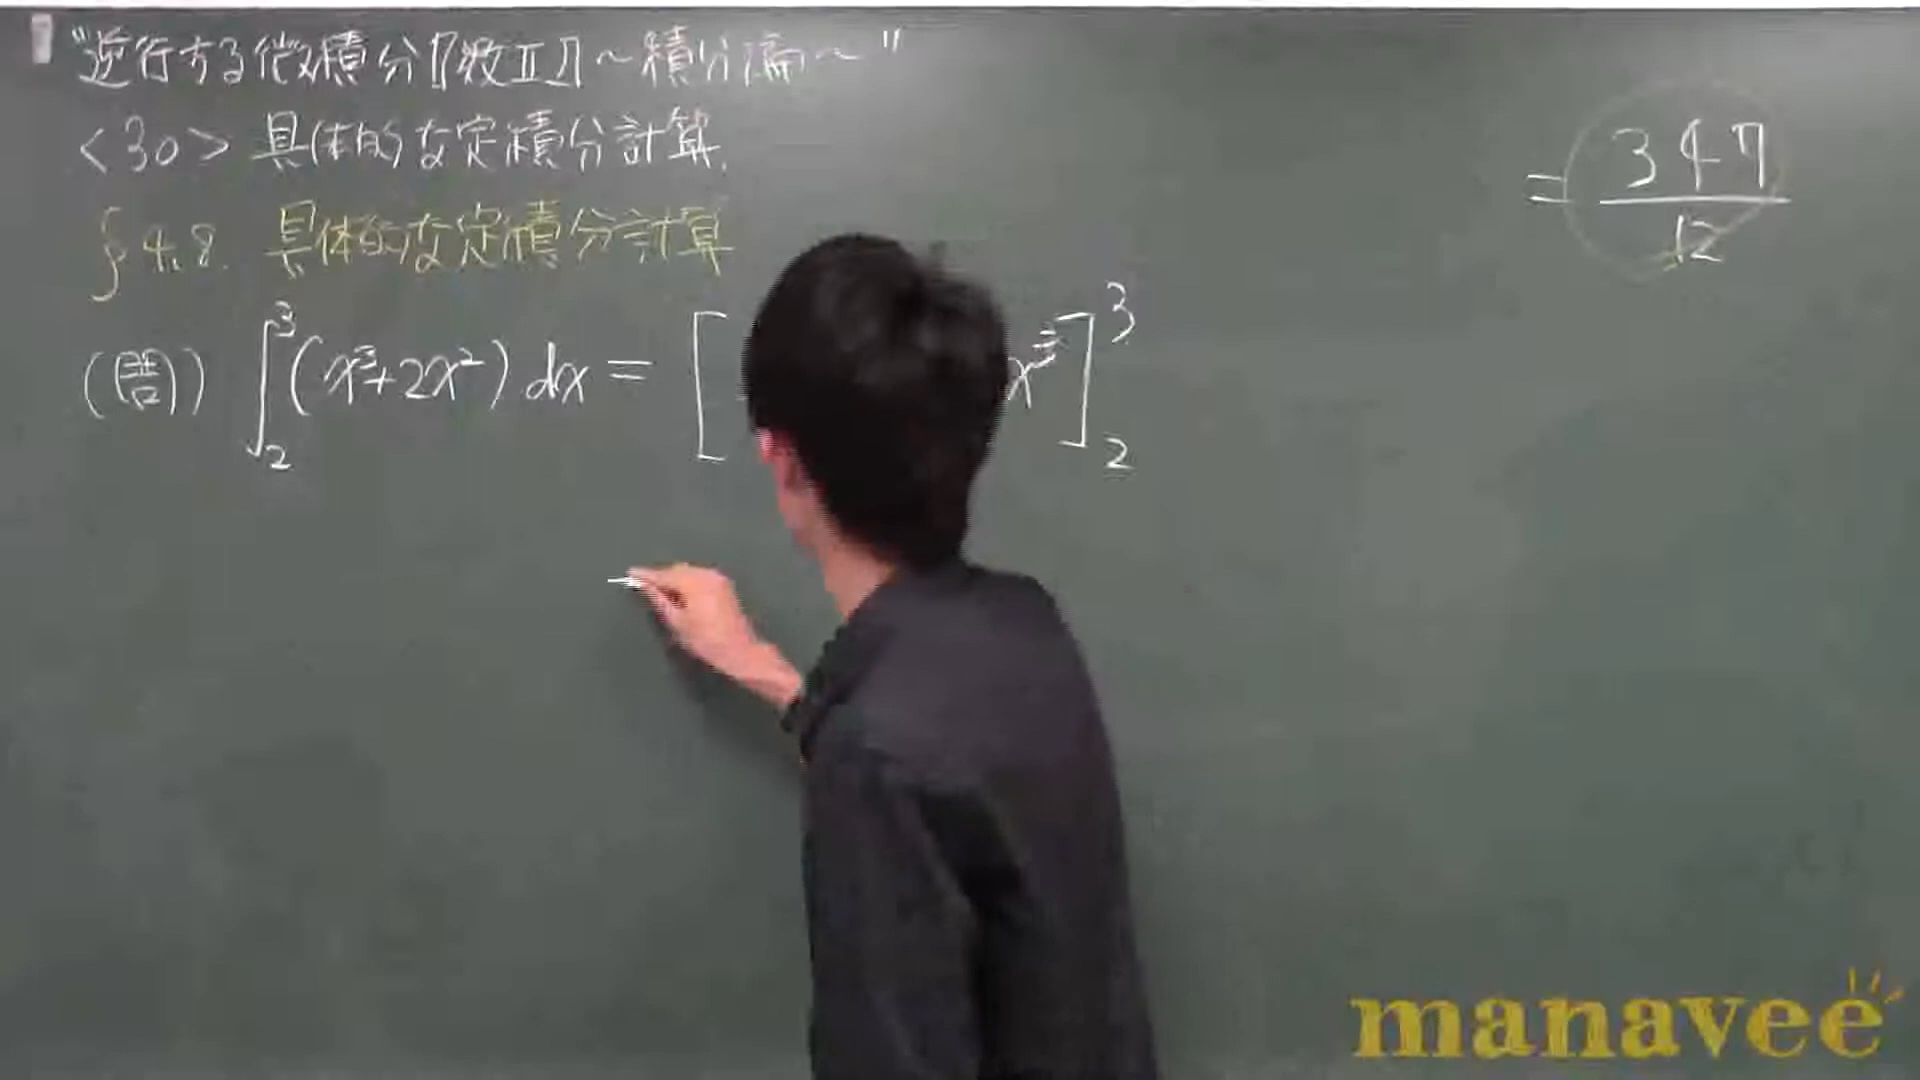 "逆行する微積分『数Ⅱ』～積分編～"
<30> 具体的な定積分計算.
§4.8. 具体的な定積分計算
(答) ∫₂³(x³+2x²)dx = [ x³]₂³
= 347/12
manavee